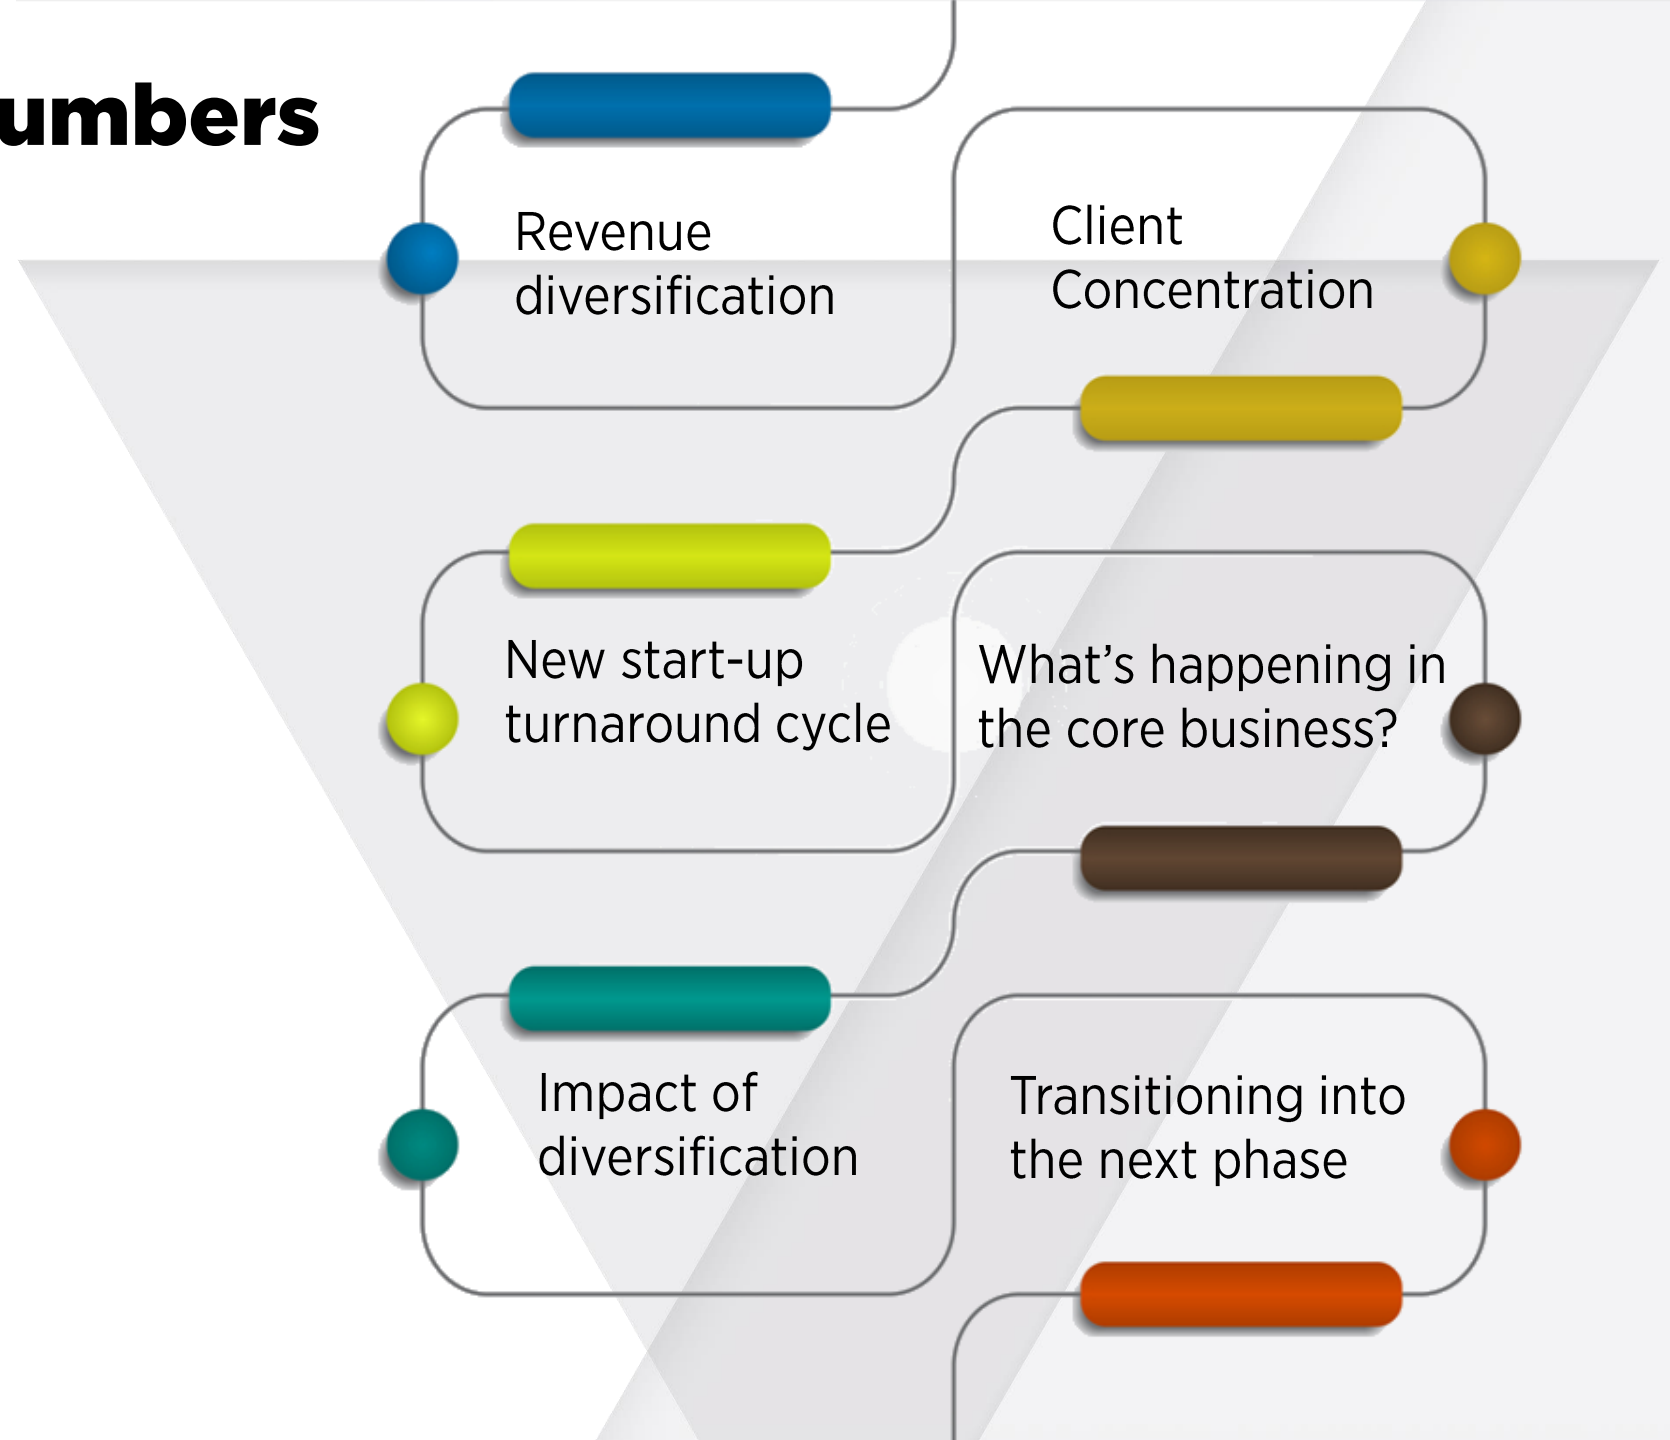 umbers
Revenue
diversification
Client
Concentration
New start-up
turnaround cycle
What’s happening in
the core business?
Impact of
diversification
Transitioning into
the next phase